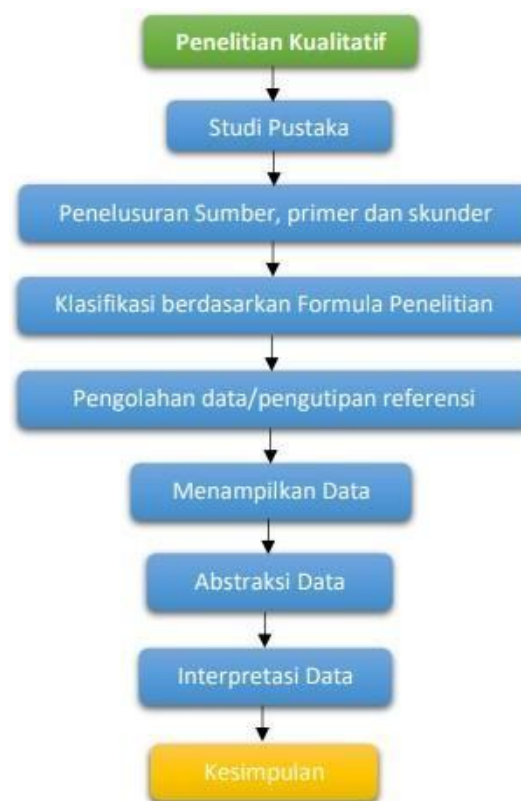 Penelitian Kualitatif
Studi Pustaka
Penelusuran Sumber, primer dan skunder
Klasifikasi berdasarkan Formula Penelitian
Pengolahan data/pengutipan referensi
Menampilkan Data
Abstraksi Data
Interpretasi Data
Kesimpulan